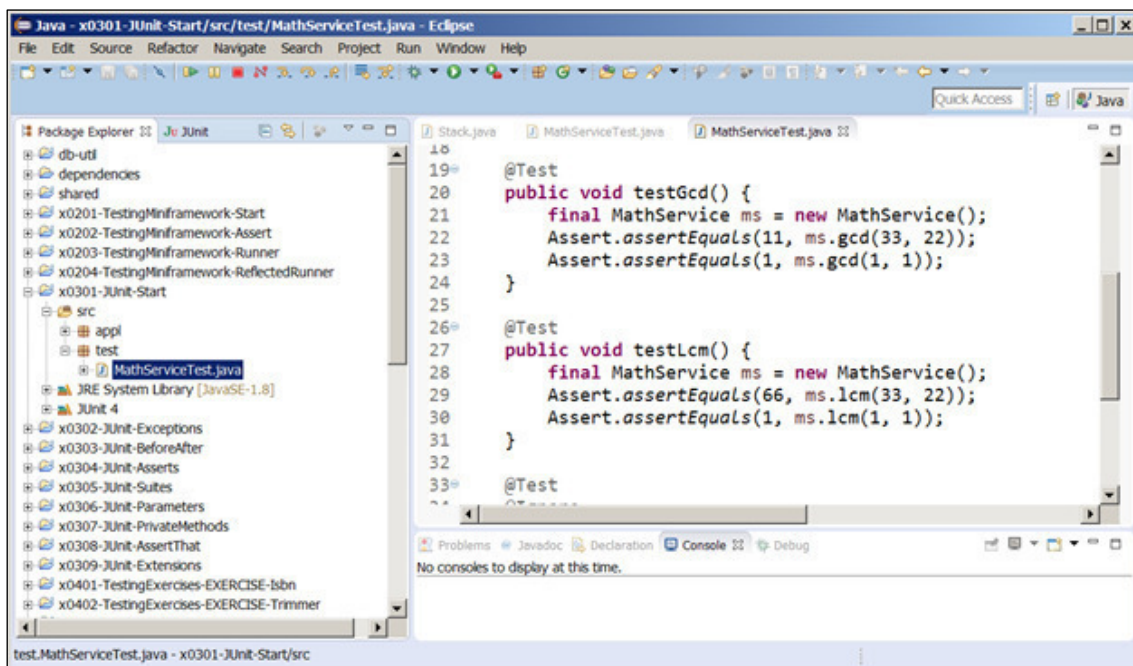 Java - x0301-JUnit-Start/src/test/MathServiceTest.java - Eclipse
File Edit Source Refactor Navigate Search Project Run Window Help
Quick Access Java
Package Explorer Ju JUnit
db-util
dependencies
shared
x0201-TestingMiniframework-Start
x0202-TestingMiniframework-Assert
x0203-TestingMiniframework-Runner
x0204-TestingMiniframework-ReflectedRunner
x0301-JUnit-Start
src
appl
test
MathServiceTest.java
JRE System Library [JavaSE-1.8]
JUnit 4
x0302-JUnit-Exceptions
x0303-JUnit-BeforeAfter
x0304-JUnit-Asserts
x0305-JUnit-Suites
x0306-JUnit-Parameters
x0307-JUnit-PrivateMethods
x0308-JUnit-AssertThat
x0309-JUnit-Extensions
x0401-TestingExercises-EXERCISE-Isbn
x0402-TestingExercises-EXERCISE-Trimmer
Stack.java MathServiceTest.java MathServiceTest.java
18
19 @Test
20 public void testGcd() {
21 final MathService ms = new MathService();
22 Assert.assertEquals(11, ms.gcd(33, 22));
23 Assert.assertEquals(1, ms.gcd(1, 1));
24 }
25
26 @Test
27 public void testLcm() {
28 final MathService ms = new MathService();
29 Assert.assertEquals(66, ms.lcm(33, 22));
30 Assert.assertEquals(1, ms.lcm(1, 1));
31 }
32
33 @Test
Problems Javadoc Declaration Console Debug
No consoles to display at this time.
test.MathServiceTest.java - x0301-JUnit-Start/src